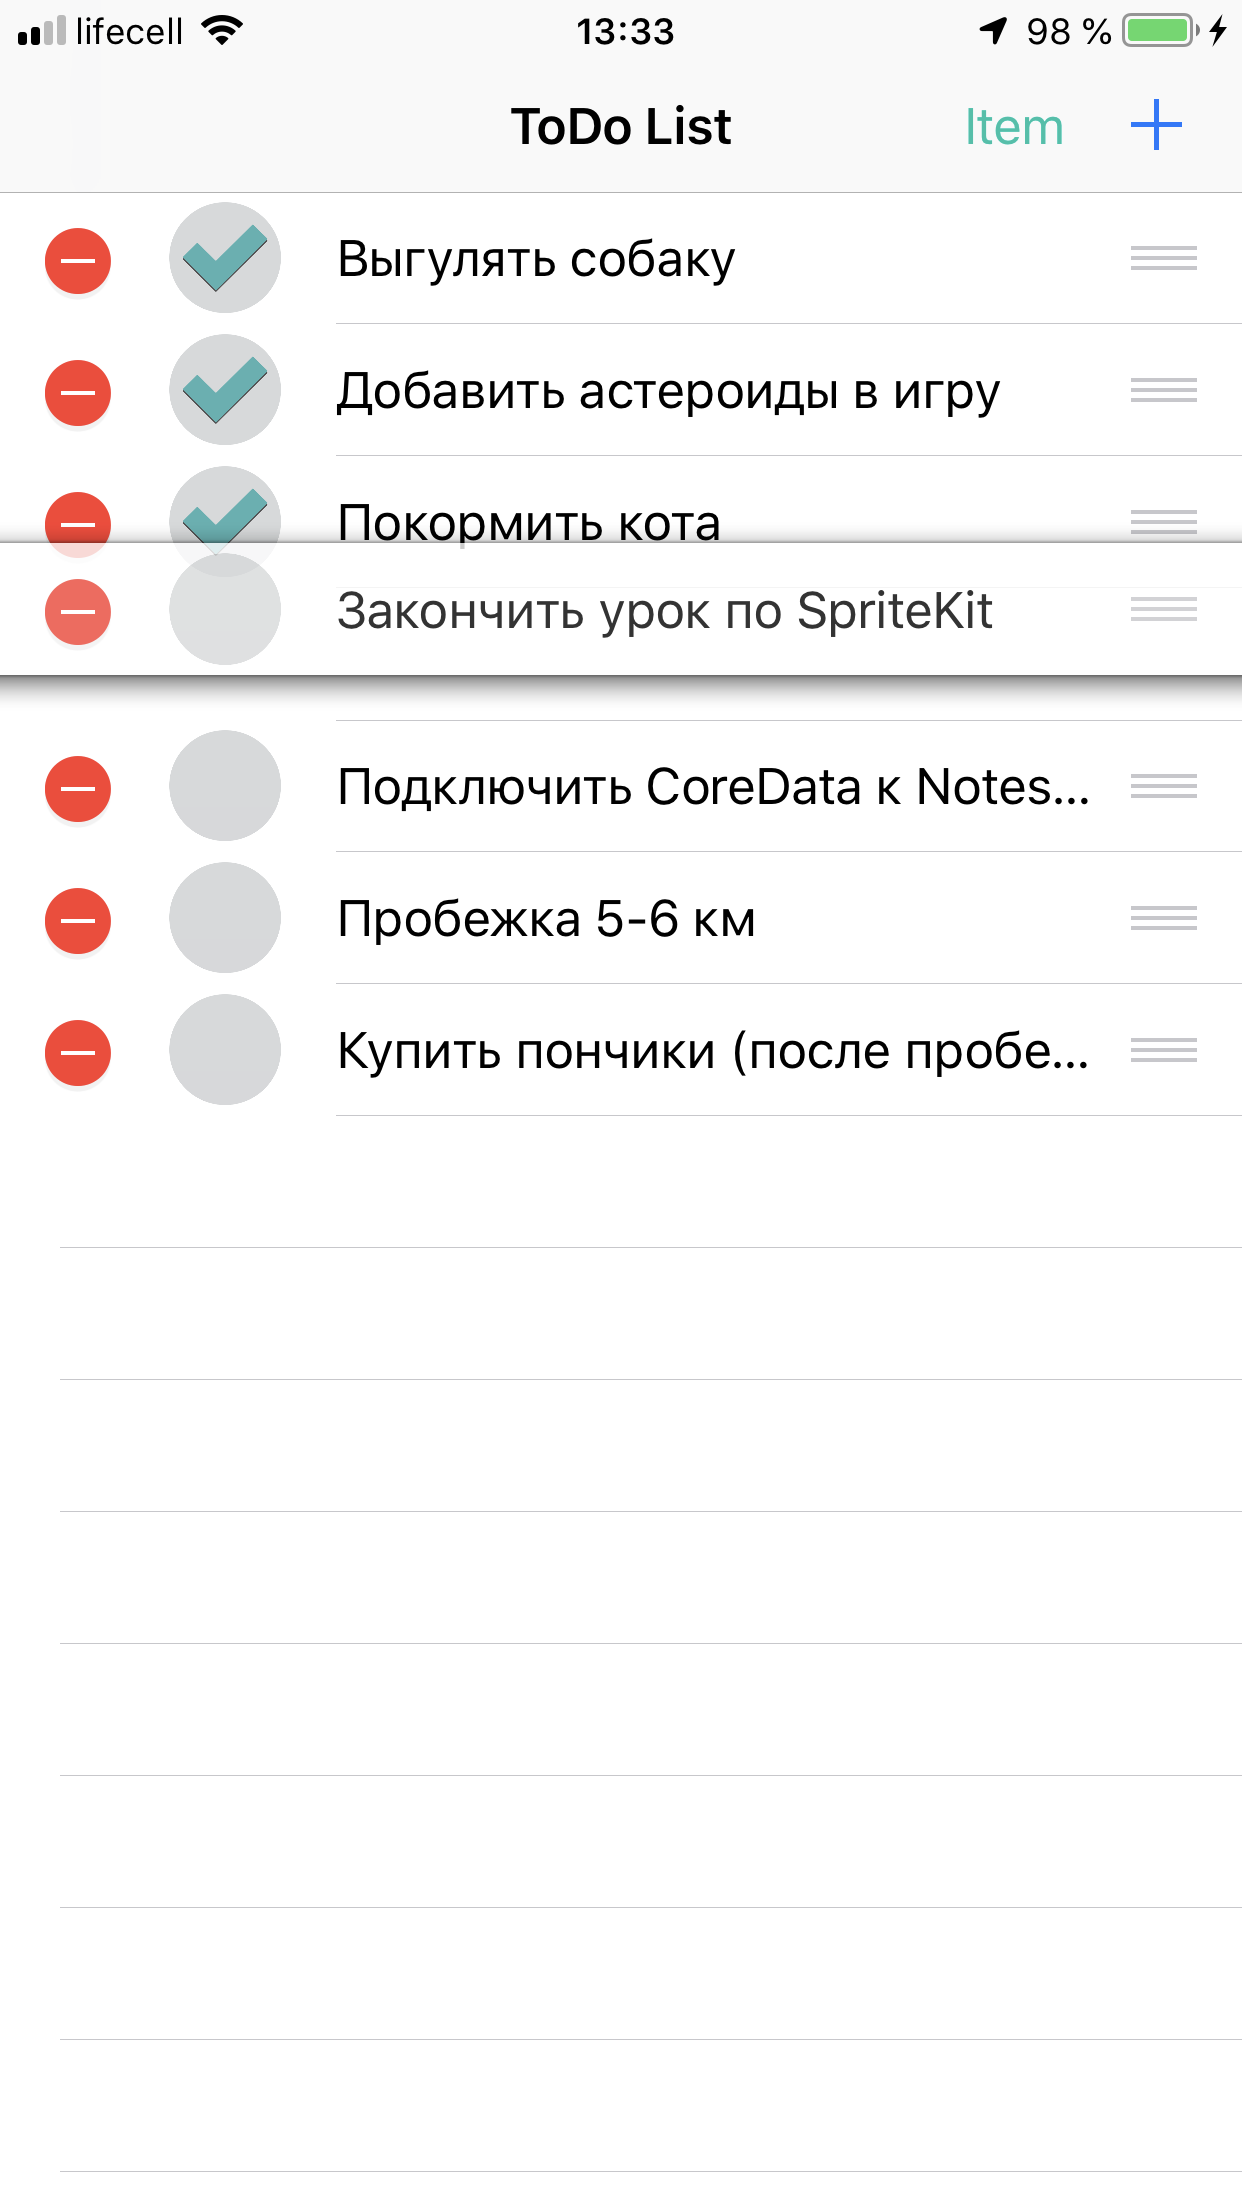 lifecell 13:33 98 %
ToDo List Item
Выгулять собаку
Добавить астероиды в игру
Покормить кота
Закончить урок по SpriteKit
Подключить CoreData к Notes...
Пробежка 5-6 км
Купить пончики (после пробе...